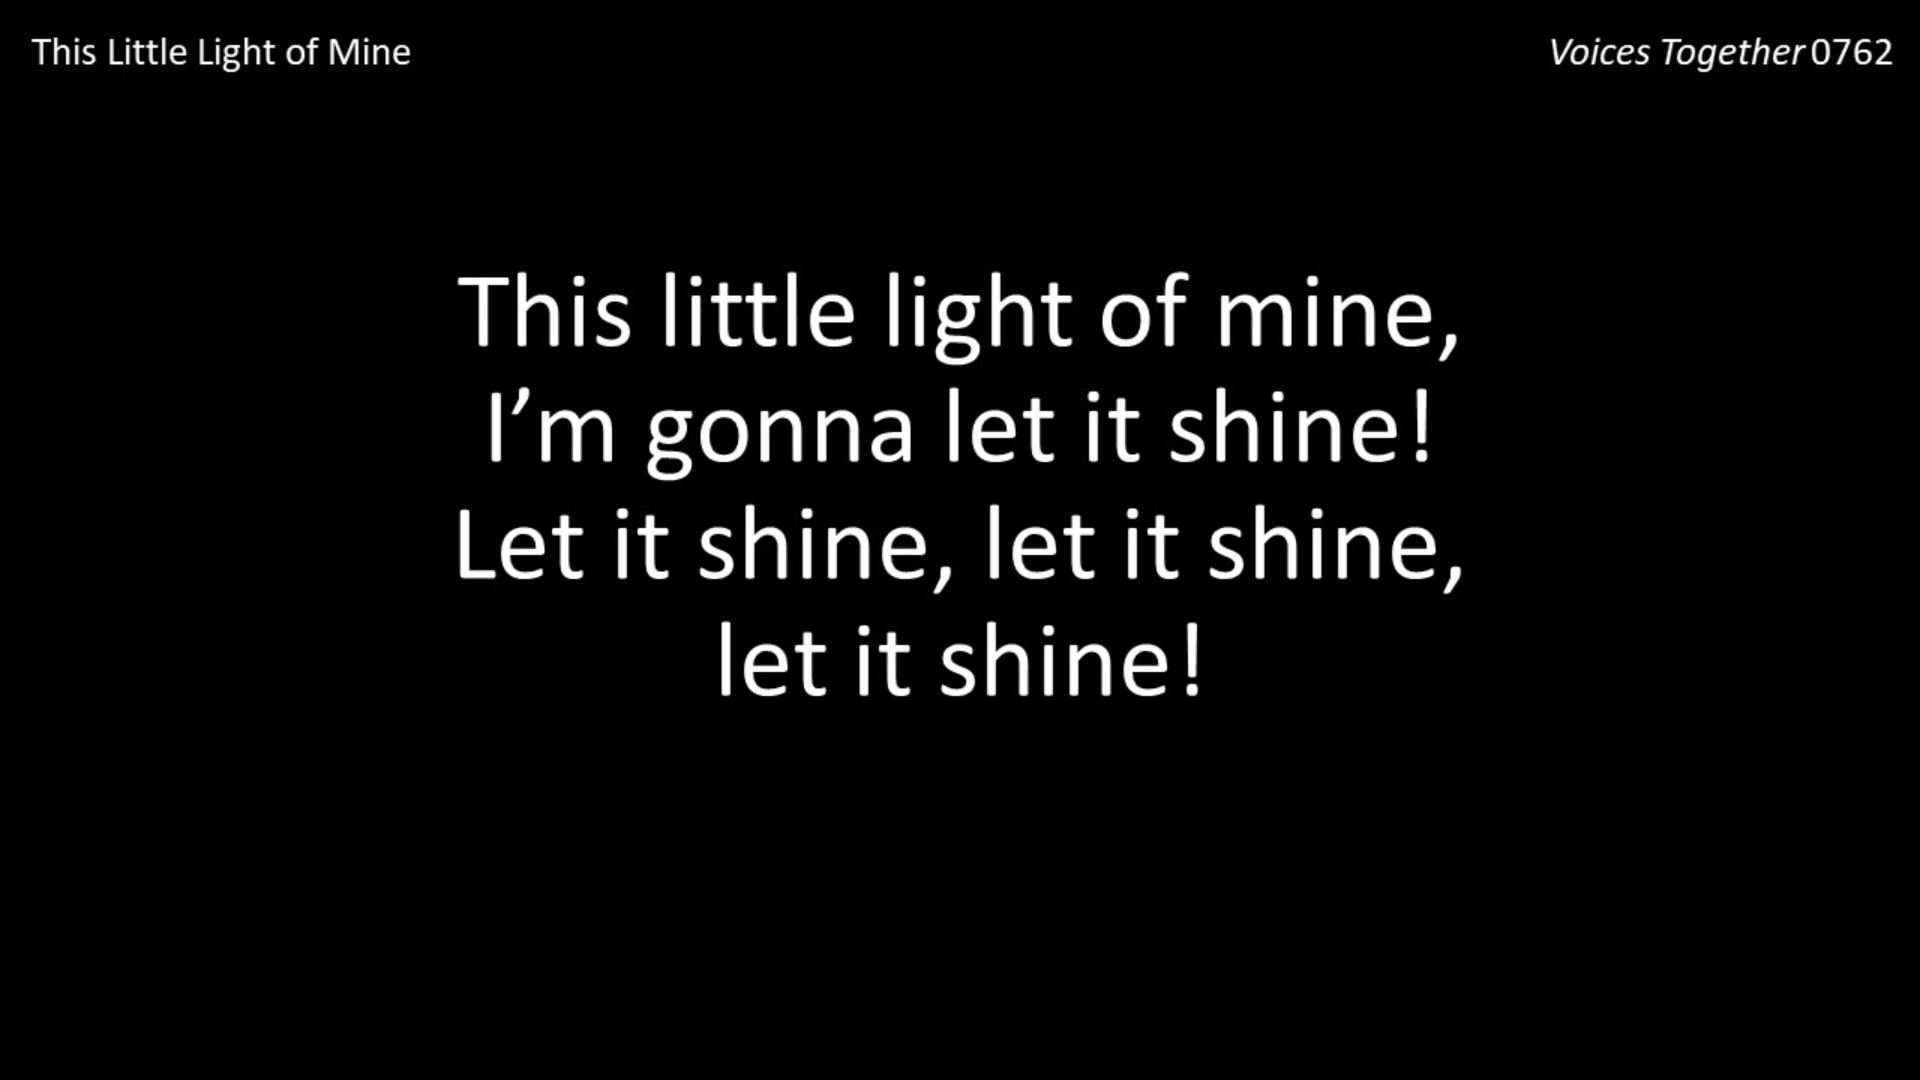 This Little Light of Mine
Voices Together 0762
This little light of mine,
I’m gonna let it shine!
Let it shine, let it shine,
let it shine!